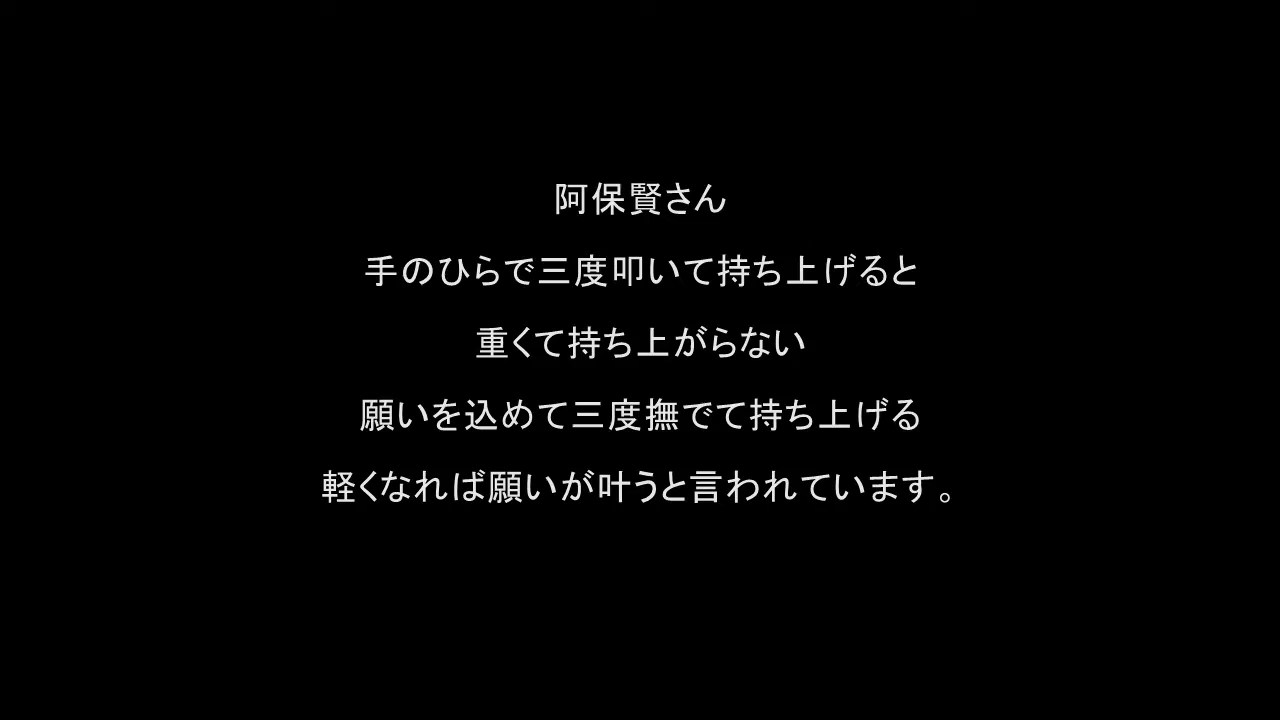 阿保賢さん
手のひらで三度叩いて持ち上げると
重くて持ち上がらない
願いを込めて三度撫でて持ち上げる
軽くなれば願いが叶うと言われています。